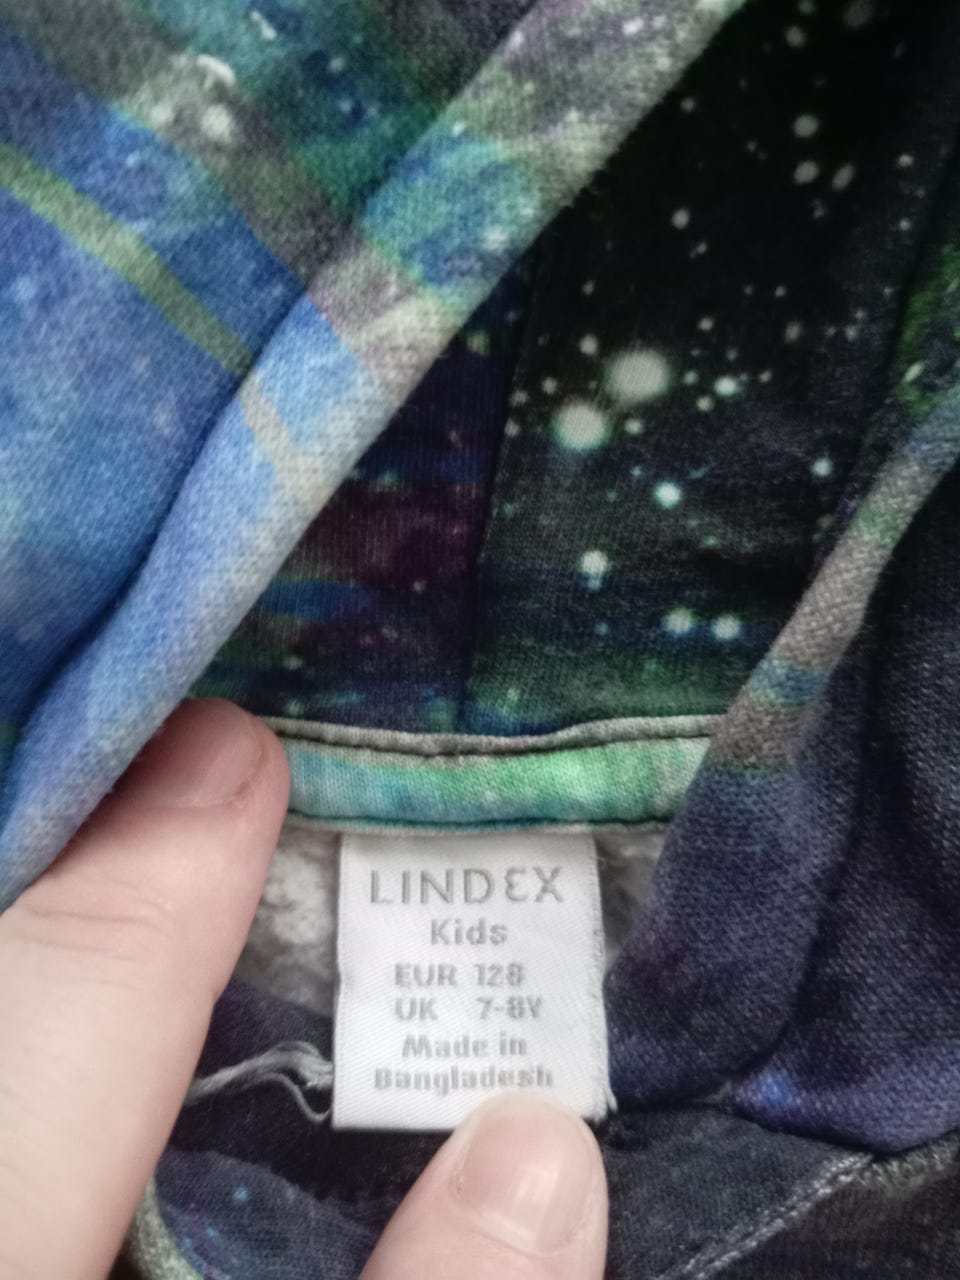 LINDEX
Kids
EUR 128
UK 7-8Y
Made in
Bangladesh